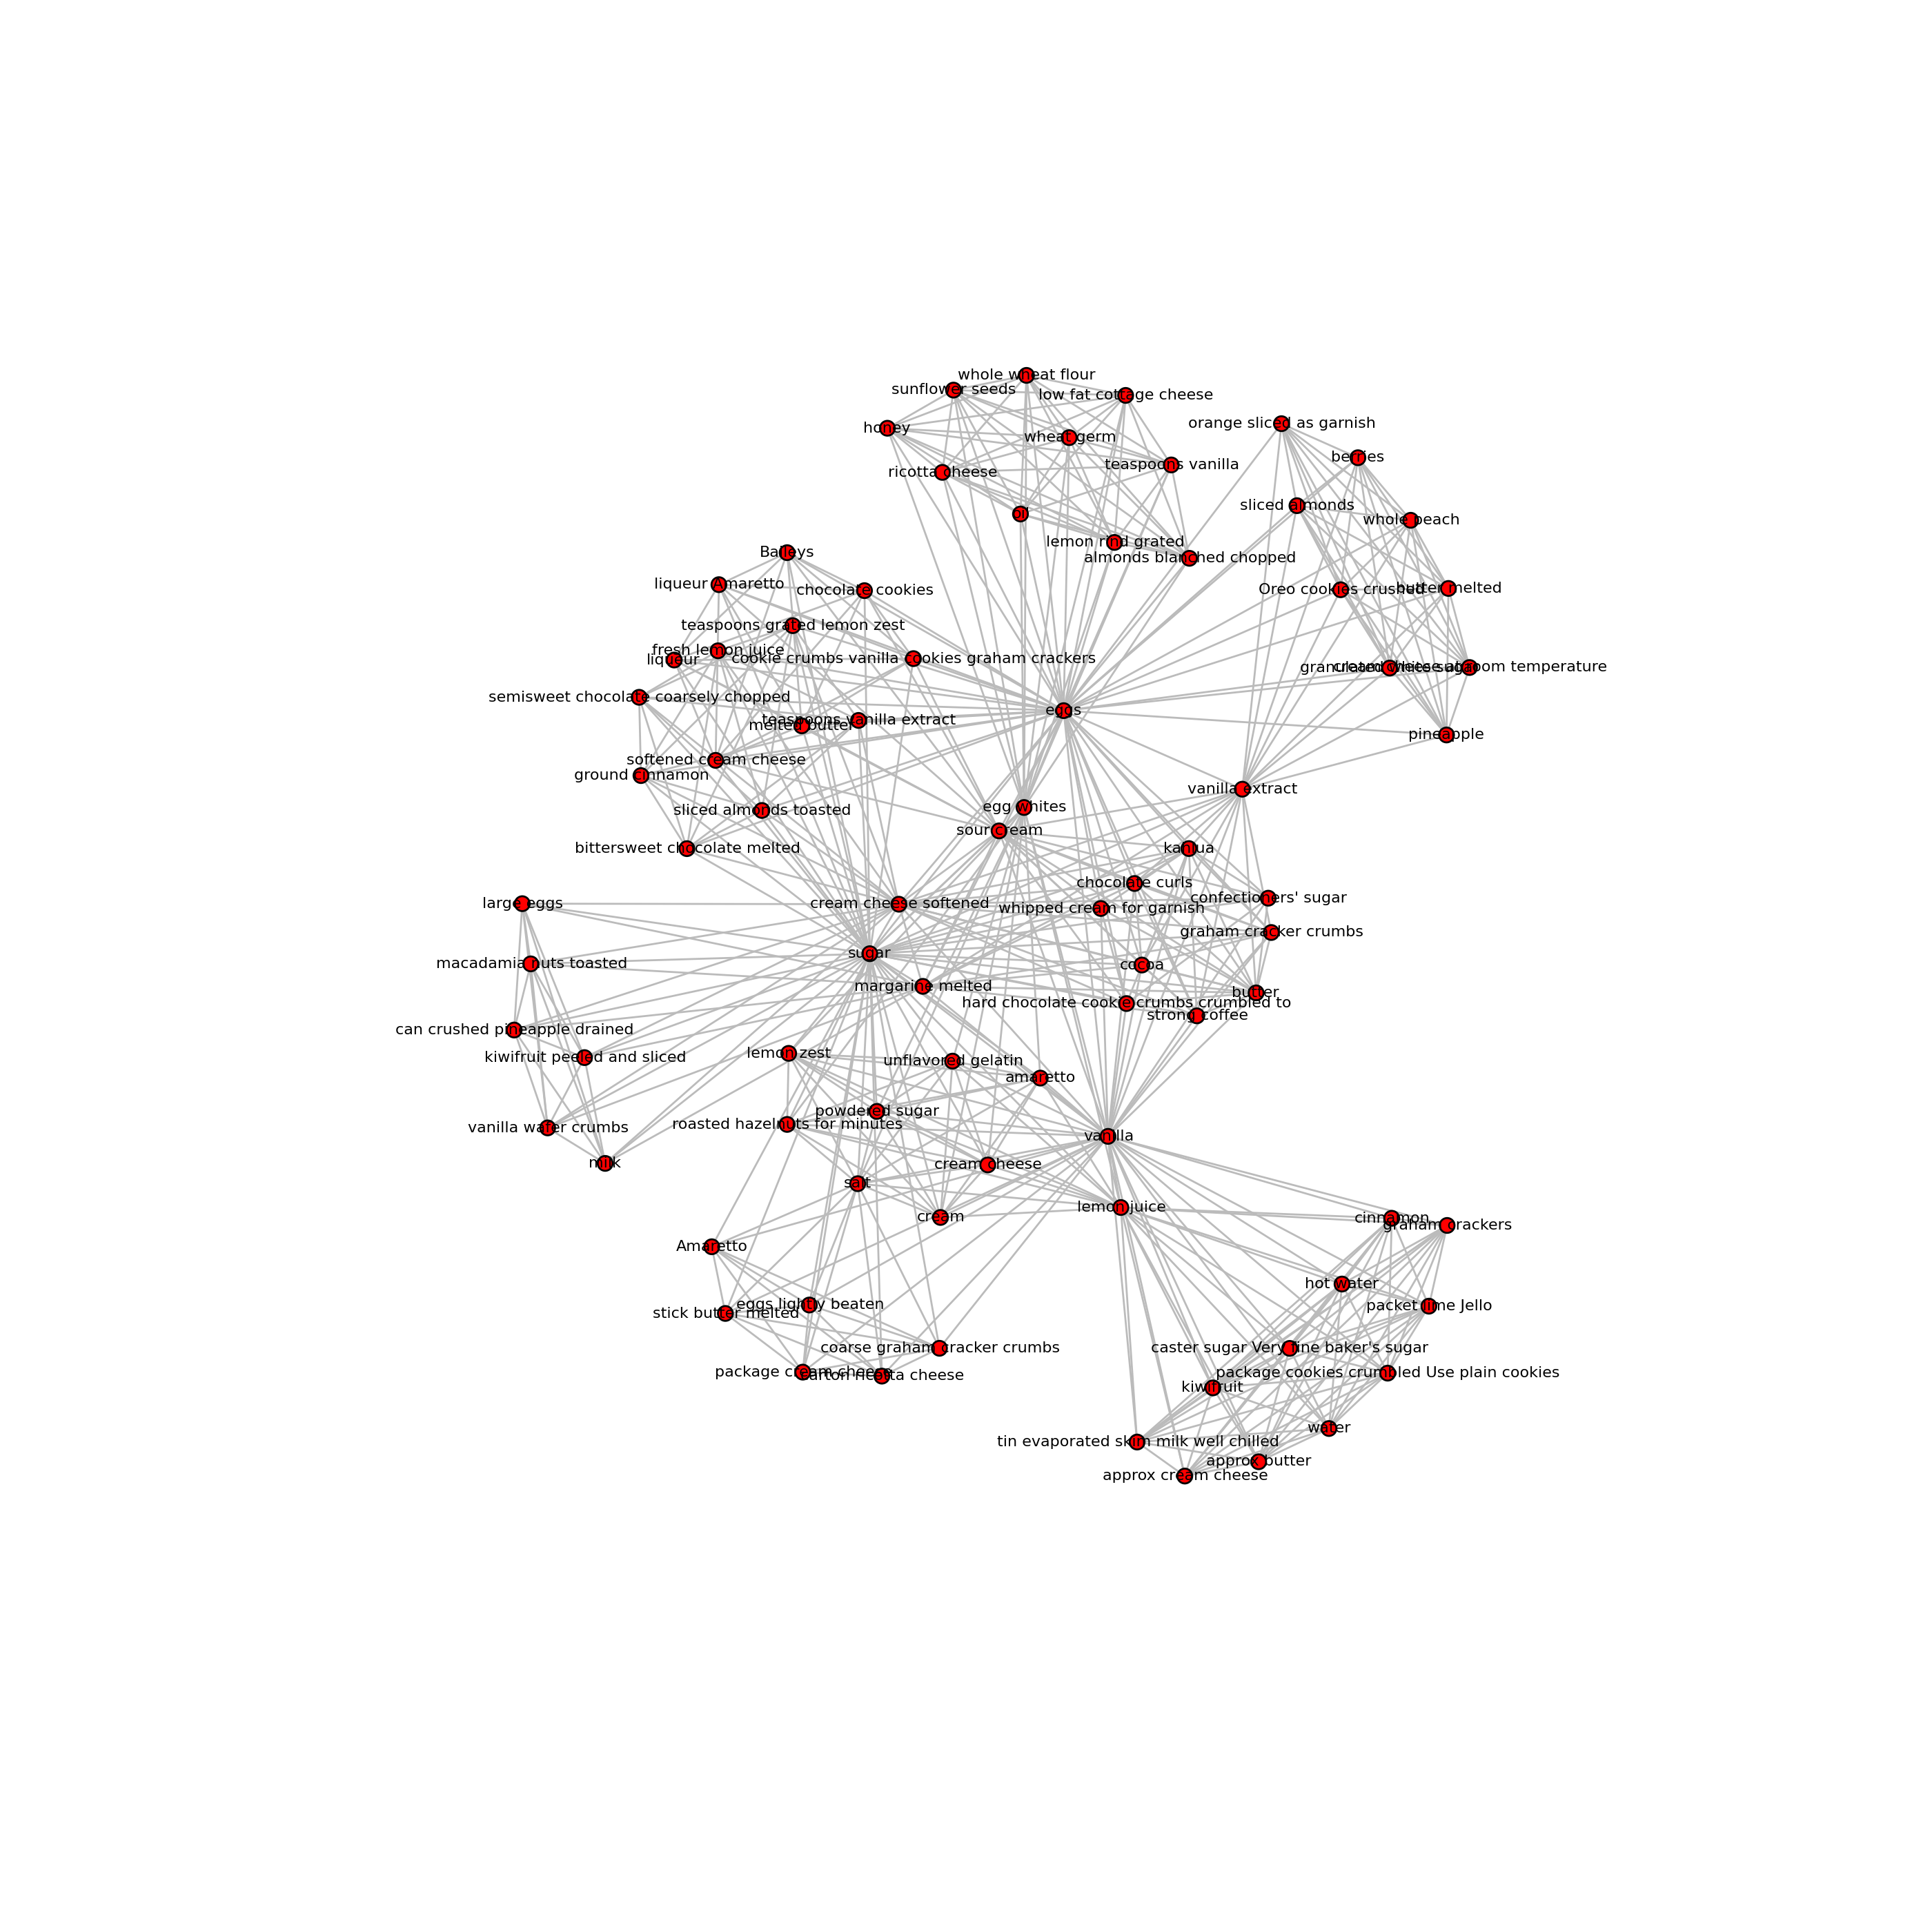 whole wheat flour
sunflower seeds
low fat cottage cheese
orange sliced as garnish
honey
wheat germ
berries
teaspoons vanilla
ricotta cheese
sliced almonds
oil
whole peach
lemon rind grated
Baileys
almonds blanched chopped
liqueur Amaretto
chocolate cookies
Oreo cookies crushed
butter melted
teaspoons grated lemon zest
fresh lemon juice
liqueur
cookie crumbs vanilla cookies graham crackers
granulated white sugar
cream cheese at room temperature
semisweet chocolate coarsely chopped
eggs
teaspoons vanilla extract
melted butter
pineapple
softened cream cheese
ground cinnamon
vanilla extract
egg whites
sliced almonds toasted
sour cream
bittersweet chocolate melted
kahlua
chocolate curls
confectioners' sugar
large eggs
cream cheese softened
whipped cream for garnish
graham cracker crumbs
sugar
macadamia nuts toasted
cocoa
margarine melted
butter
hard chocolate cookie crumbs crumbled to
strong coffee
can crushed pineapple drained
lemon zest
kiwifruit peeled and sliced
unflavored gelatin
amaretto
powdered sugar
roasted hazelnuts for minutes
vanilla wafer crumbs
vanilla
milk
cream cheese
salt
lemon juice
cream
cinnamon
graham crackers
Amaretto
hot water
eggs lightly beaten
packet lime Jello
stick butter melted
coarse graham cracker crumbs
caster sugar Very fine baker's sugar
package cream cheese
carton ricotta cheese
package cookies crumbled Use plain cookies
kiwifruit
water
tin evaporated skim milk well chilled
approx butter
approx cream cheese